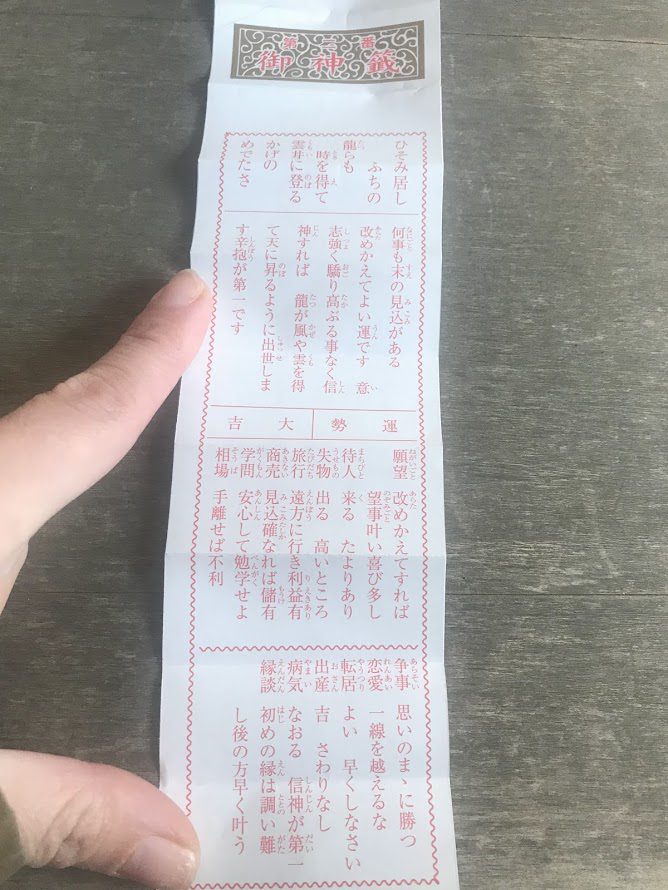 第二番
御神籤
ひそみ居し
ふちの
龍らも
時を得て
雲井に登る
かげの
めでたさ
何事も末の見込がある
改めかえてよい運です 意
志強く驕り高ぶる事なく信
神すれば 龍が風や雲を得
て天に昇るように出世しま
す辛抱が第一です
運勢 大吉
願望 改めかえてすれば
望事叶い喜び多し
待人 来る たよりあり
失物 出る 高いところ
旅行 遠方に行き利益有
商売 見込確なれば儲有
学問 安心して勉学せよ
相場 手離せば不利
争事 思いのまゝに勝つ
恋愛 一線を越えるな
転居 よい 早くしなさい
出産 吉 さわりなし
病気 なおる 信神が第一
縁談 初めの縁は調い難
し後の方早く叶う